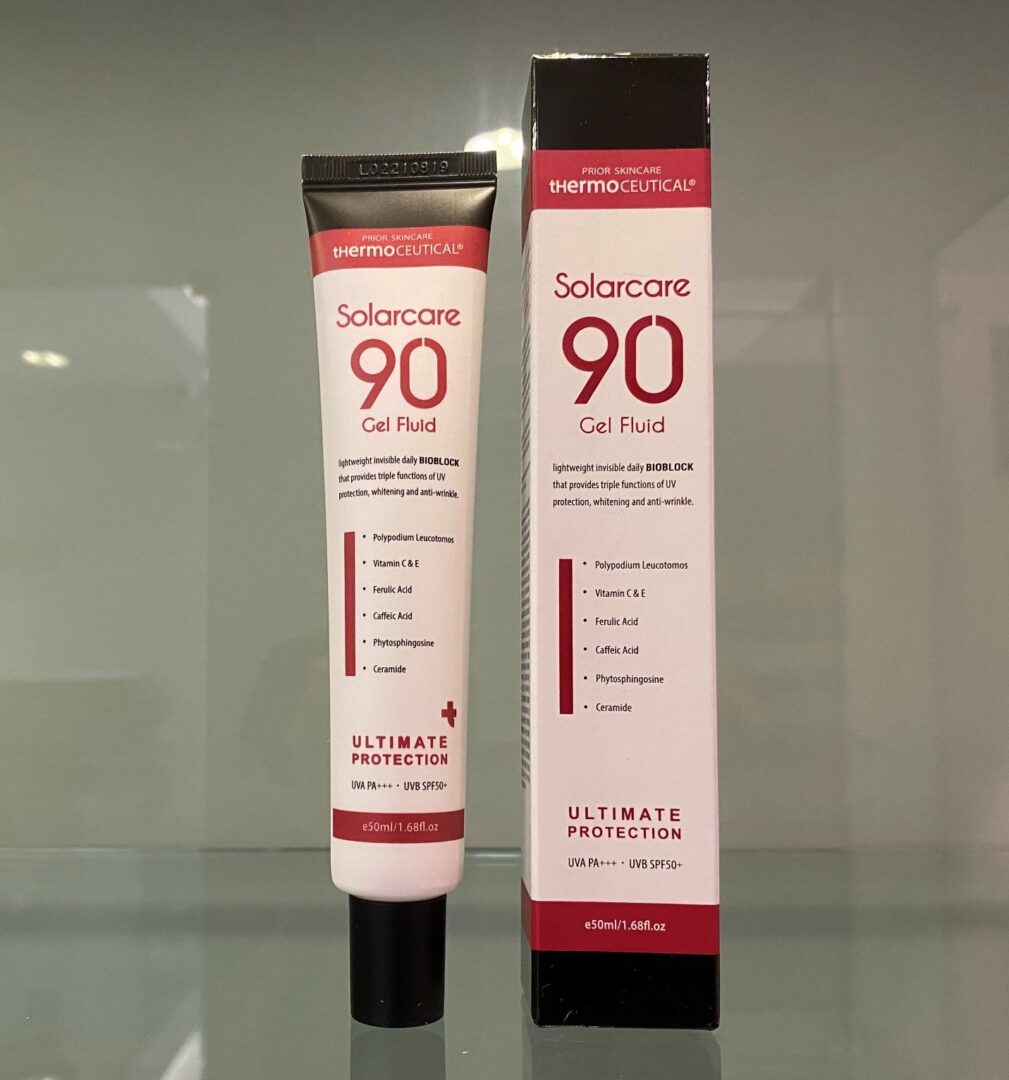 L02210819
PRIOR SKINCARE
tHermoCEUTICAL®
Solarcare
90
Gel Fluid
lightweight invisible daily BIOBLOCK
that provides triple functions of UV
protection, whitening and anti-wrinkle.
• Polypodium Leucotomos
• Vitamin C & E
• Ferulic Acid
• Caffeic Acid
• Phytosphingosine
• Ceramide
ULTIMATE
PROTECTION
UVA PA+++ · UVB SPF50+
e50ml/1.68fl.oz
PRIOR SKINCARE
tHermoCEUTICAL®
Solarcare
90
Gel Fluid
lightweight invisible daily BIOBLOCK
that provides triple functions of UV
protection, whitening and anti-wrinkle.
• Polypodium Leucotomos
• Vitamin C & E
• Ferulic Acid
• Caffeic Acid
• Phytosphingosine
• Ceramide
ULTIMATE
PROTECTION
UVA PA+++ · UVB SPF50+
e50ml/1.68fl.oz